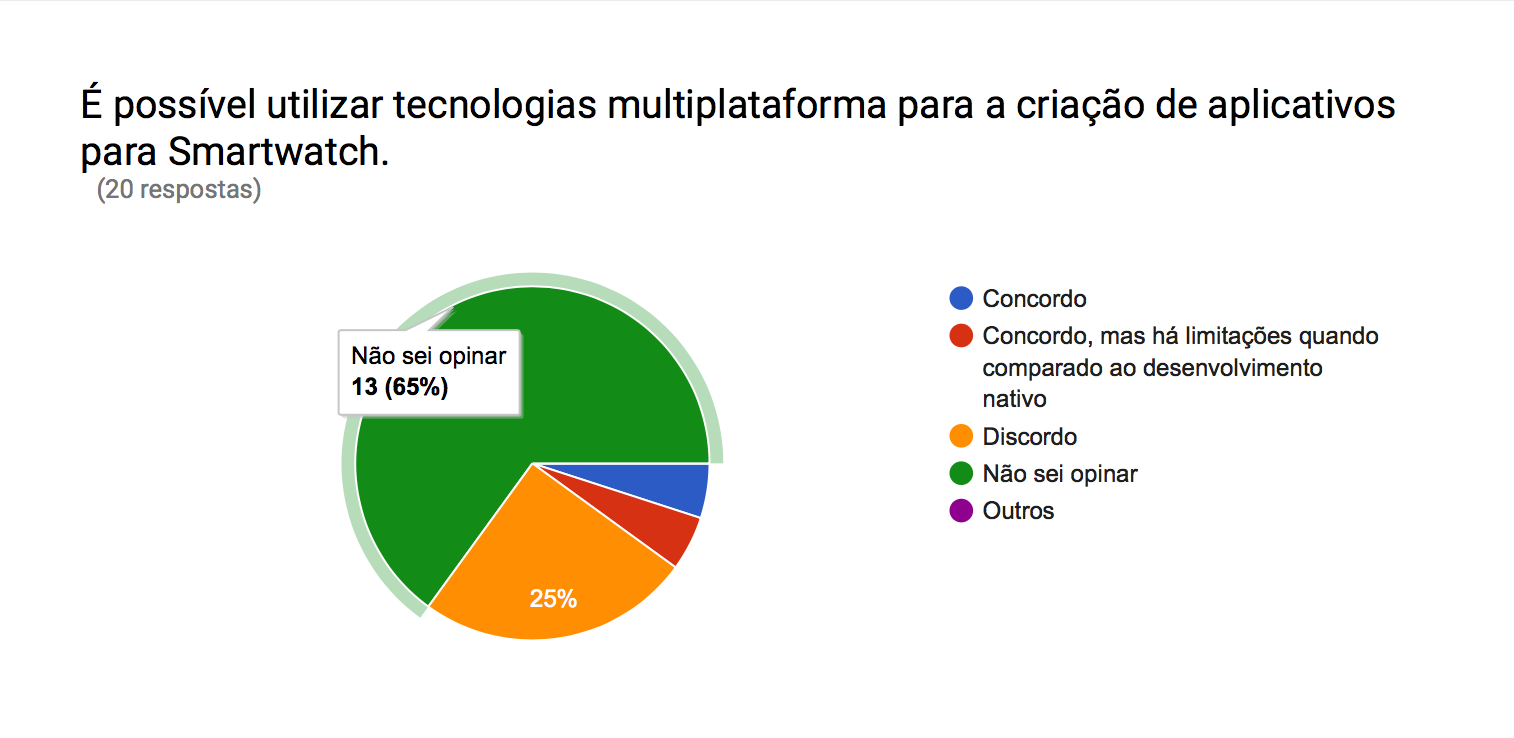 É possível utilizar tecnologias multiplataforma para a criação de aplicativos
para Smartwatch.
(20 respostas)
Não sei opinar
13 (65%)
25%
Concordo
Concordo, mas há limitações quando
comparado ao desenvolvimento
nativo
Discordo
Não sei opinar
Outros